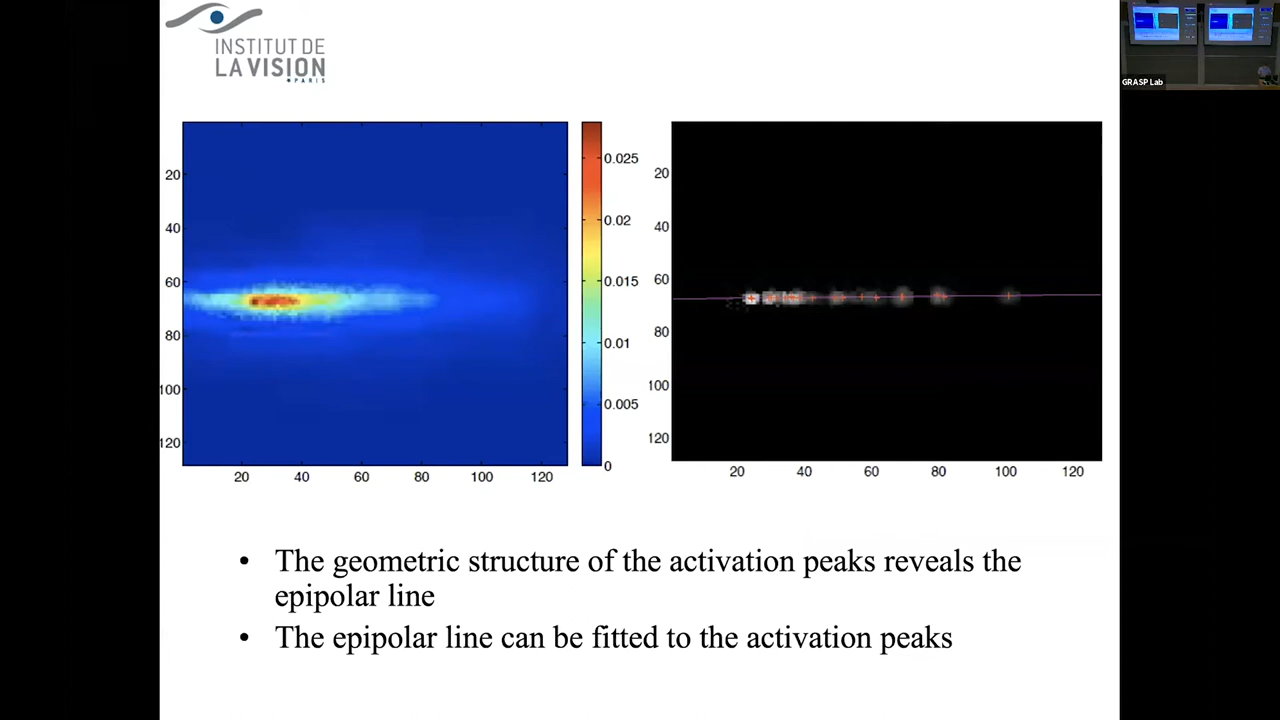 INSTITUT DE
LA VISION
PARIS
GRASP Lab
20
40
60
80
100
120
20 40 60 80 100 120
0.025
0.02
0.015
0.01
0.005
0
20
40
60
80
100
120
20 40 60 80 100 120
• The geometric structure of the activation peaks reveals the
epipolar line
• The epipolar line can be fitted to the activation peaks